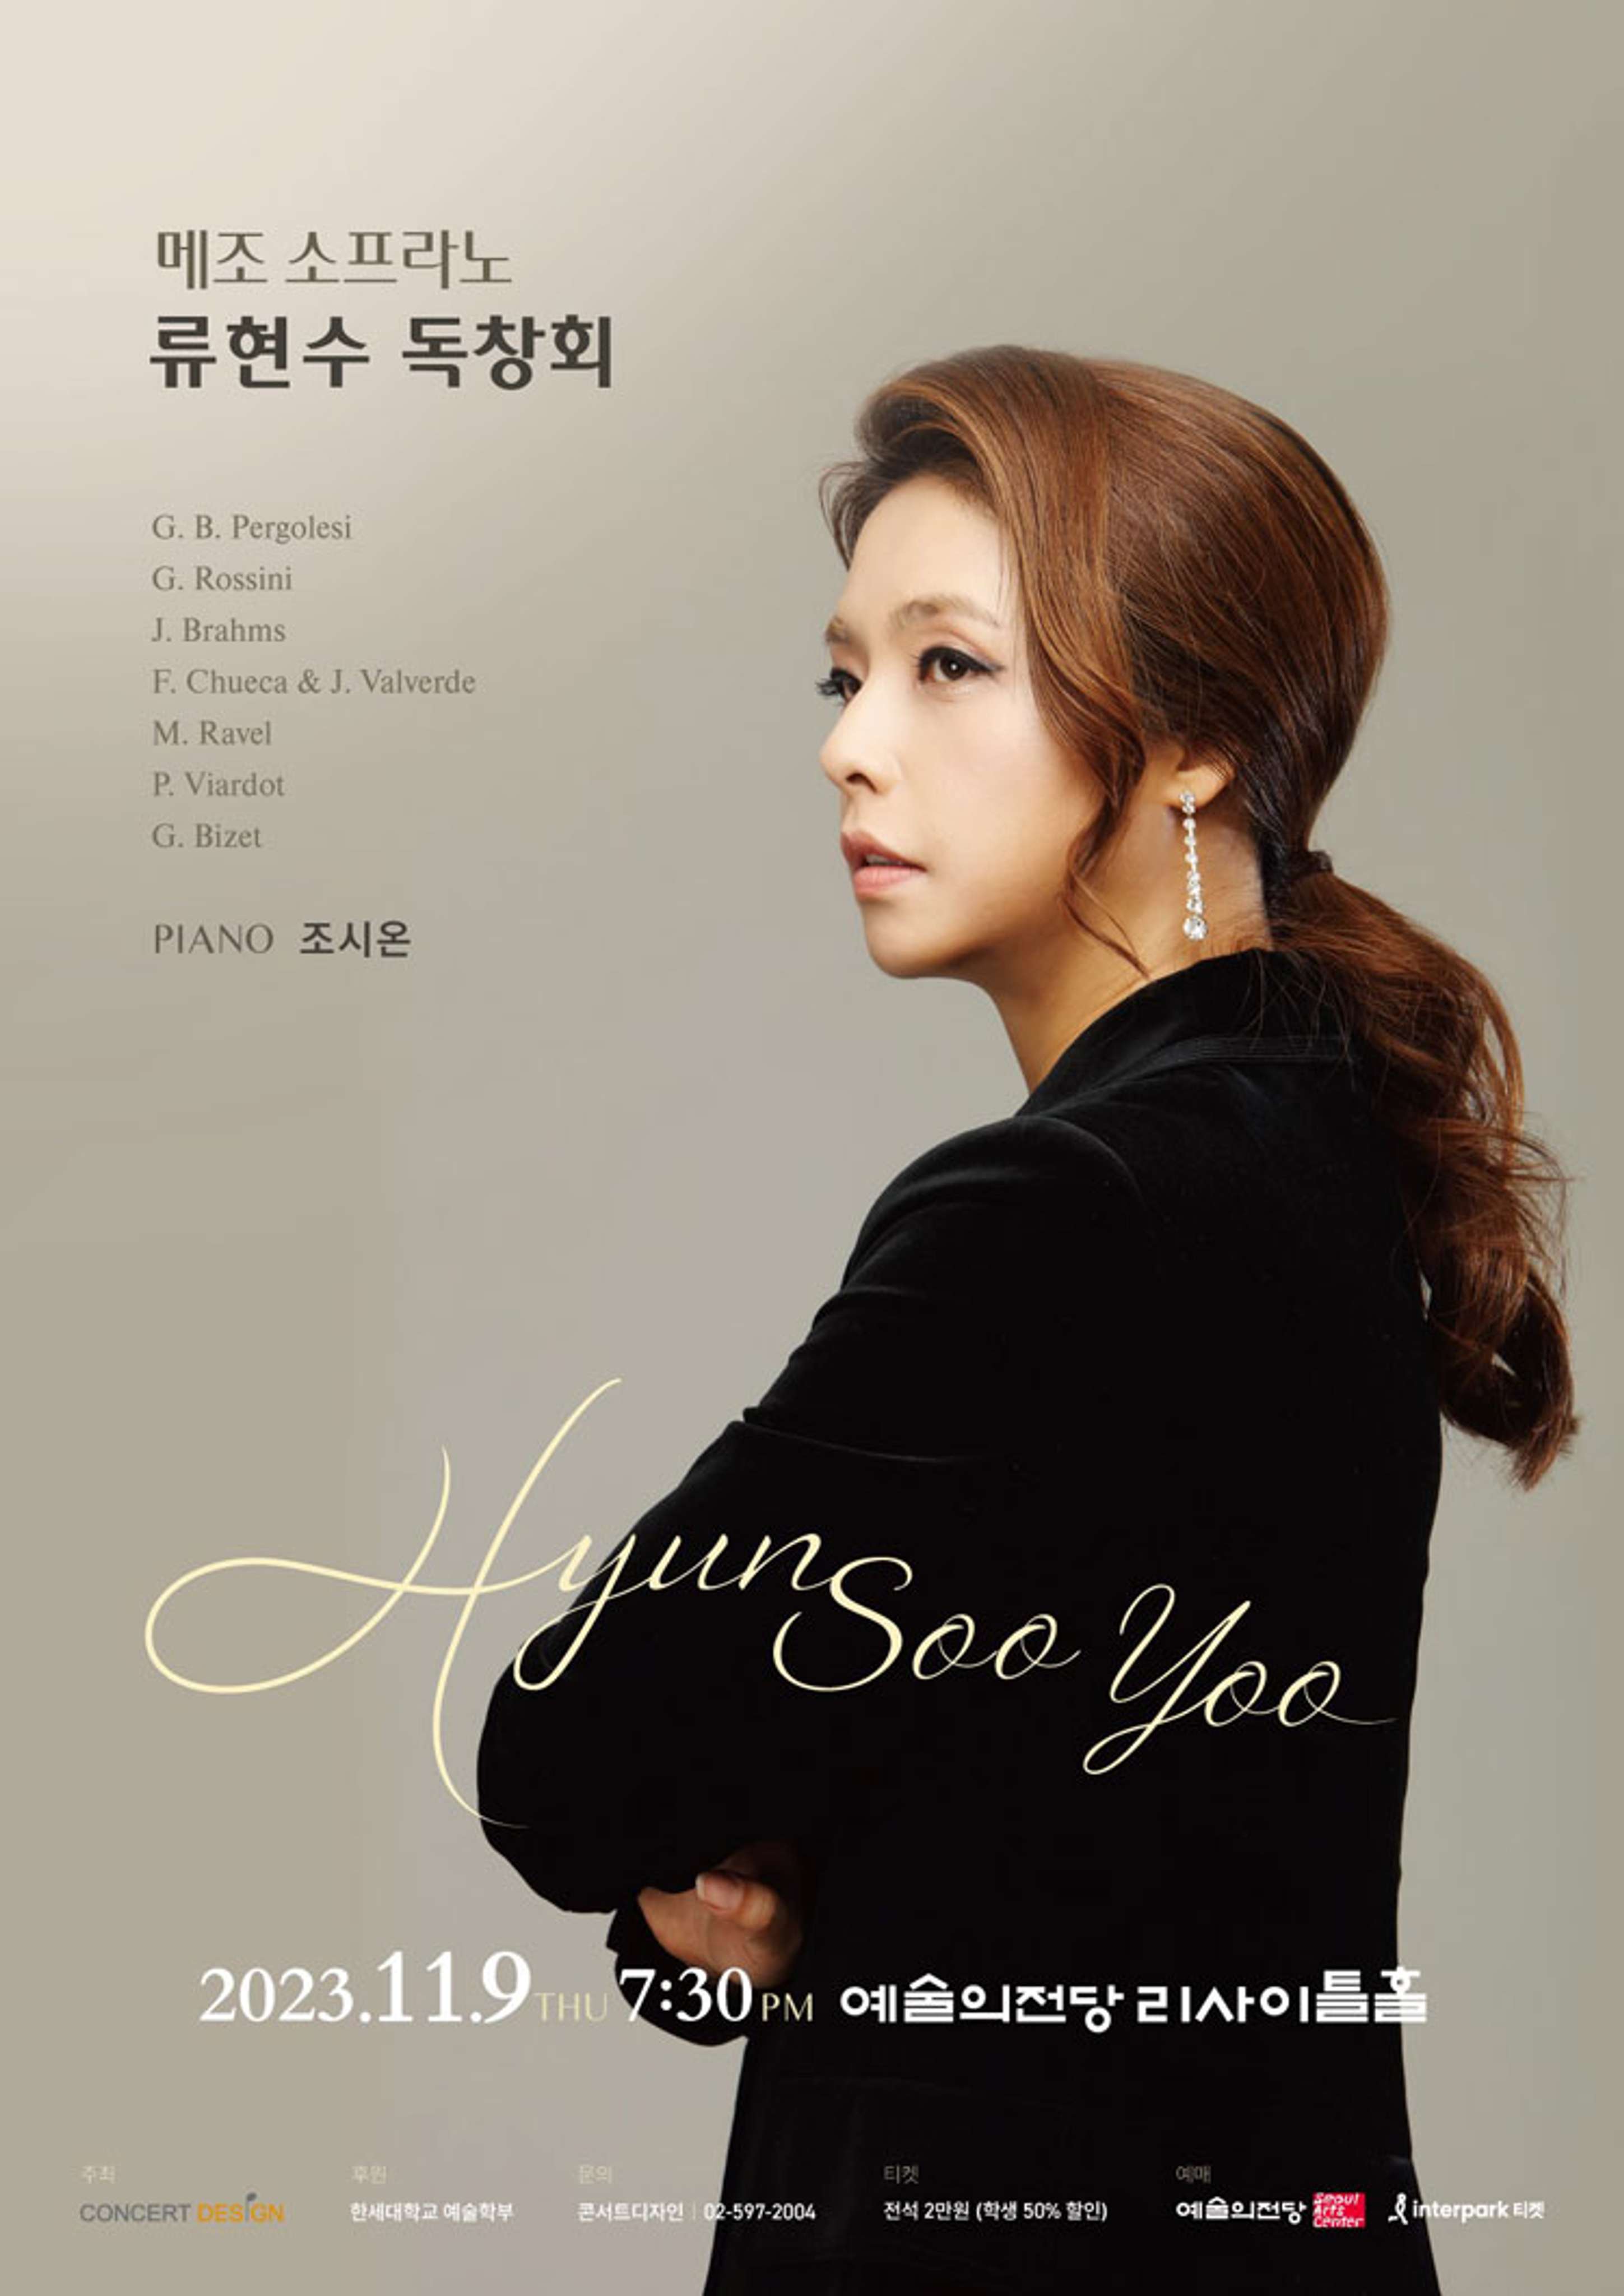 메조 소프라노
류현수 독창회
G. B. Pergolesi
G. Rossini
J. Brahms
F. Chueca & J. Valverde
M. Ravel
P. Viardot
G. Bizet
PIANO 조시온
Hyun Soo Yoo
2023.11.9 THU 7:30 PM 예술의전당 리사이틀홀
주최 후원 문의 티켓 예매
CONCERT DESIGN 한세대학교 예술학부 콘서트디자인 | 02-597-2004 전석 2만원 (학생 50% 할인) 예술의전당 Seoul Arts Center interpark 티켓